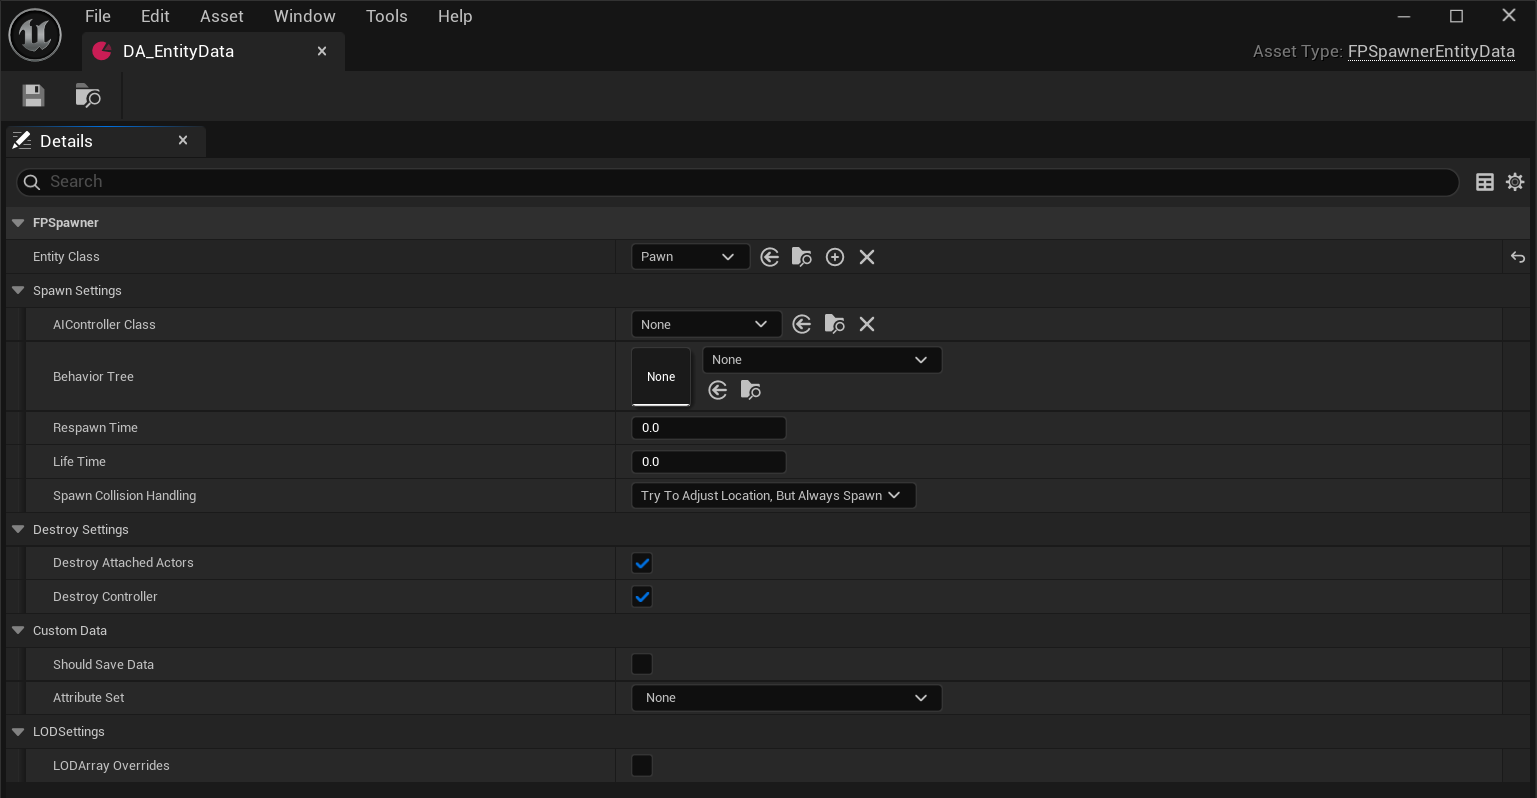 File Edit Asset Window Tools Help
DA_EntityData
Asset Type: FPSpawnerEntityData
Details
Search
FPSpawner
Entity Class Pawn
Spawn Settings
AIController Class None
Behavior Tree None None
Respawn Time 0.0
Life Time 0.0
Spawn Collision Handling Try To Adjust Location, But Always Spawn
Destroy Settings
Destroy Attached Actors
Destroy Controller
Custom Data
Should Save Data
Attribute Set None
LODSettings
LODArray Overrides